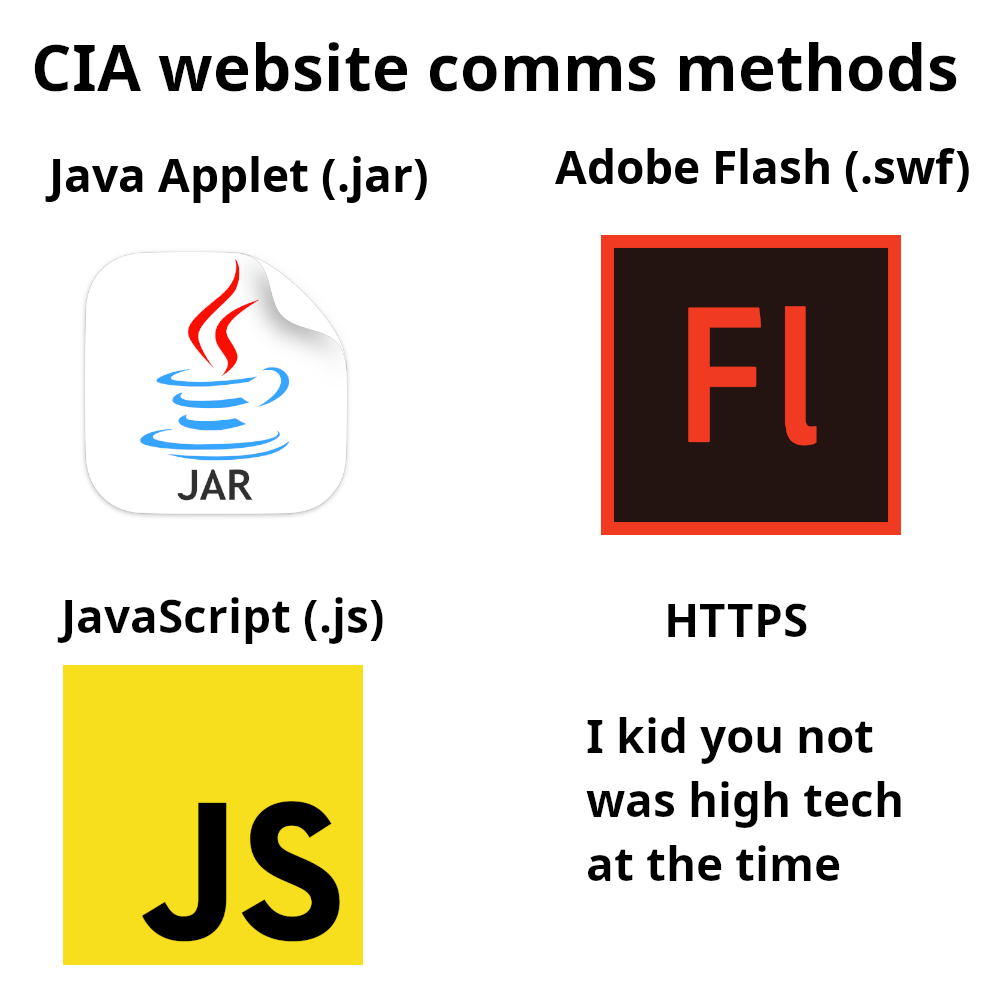 CIA website comms methods
Java Applet (.jar)
Adobe Flash (.swf)
JAR
Fl
JavaScript (.js)
HTTPS
JS
I kid you not
was high tech
at the time